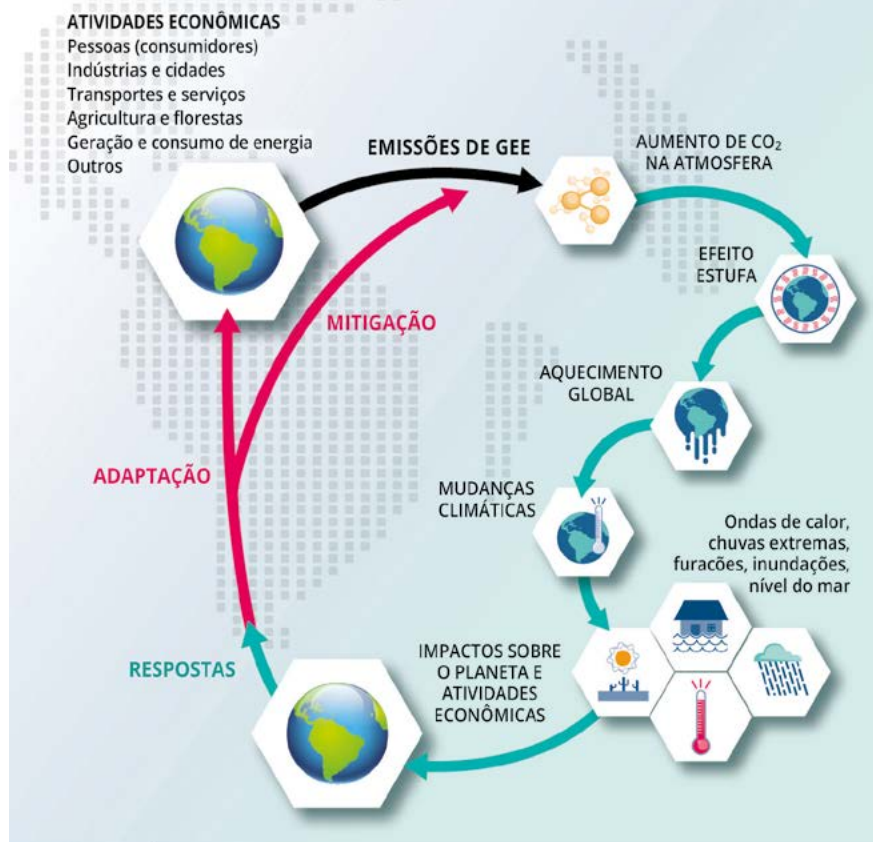 ATIVIDADES ECONÔMICAS
Pessoas (consumidores)
Indústrias e cidades
Transportes e serviços
Agricultura e florestas
Geração e consumo de energia
Outros
EMISSÕES DE GEE
AUMENTO DE CO₂
NA ATMOSFERA
EFEITO
ESTUFA
MITIGAÇÃO
AQUECIMENTO
GLOBAL
ADAPTAÇÃO
MUDANÇAS
CLIMÁTICAS
Ondas de calor,
chuvas extremas,
furacões, inundações,
nível do mar
IMPACTOS SOBRE
O PLANETA E
ATIVIDADES
ECONÔMICAS
RESPOSTAS